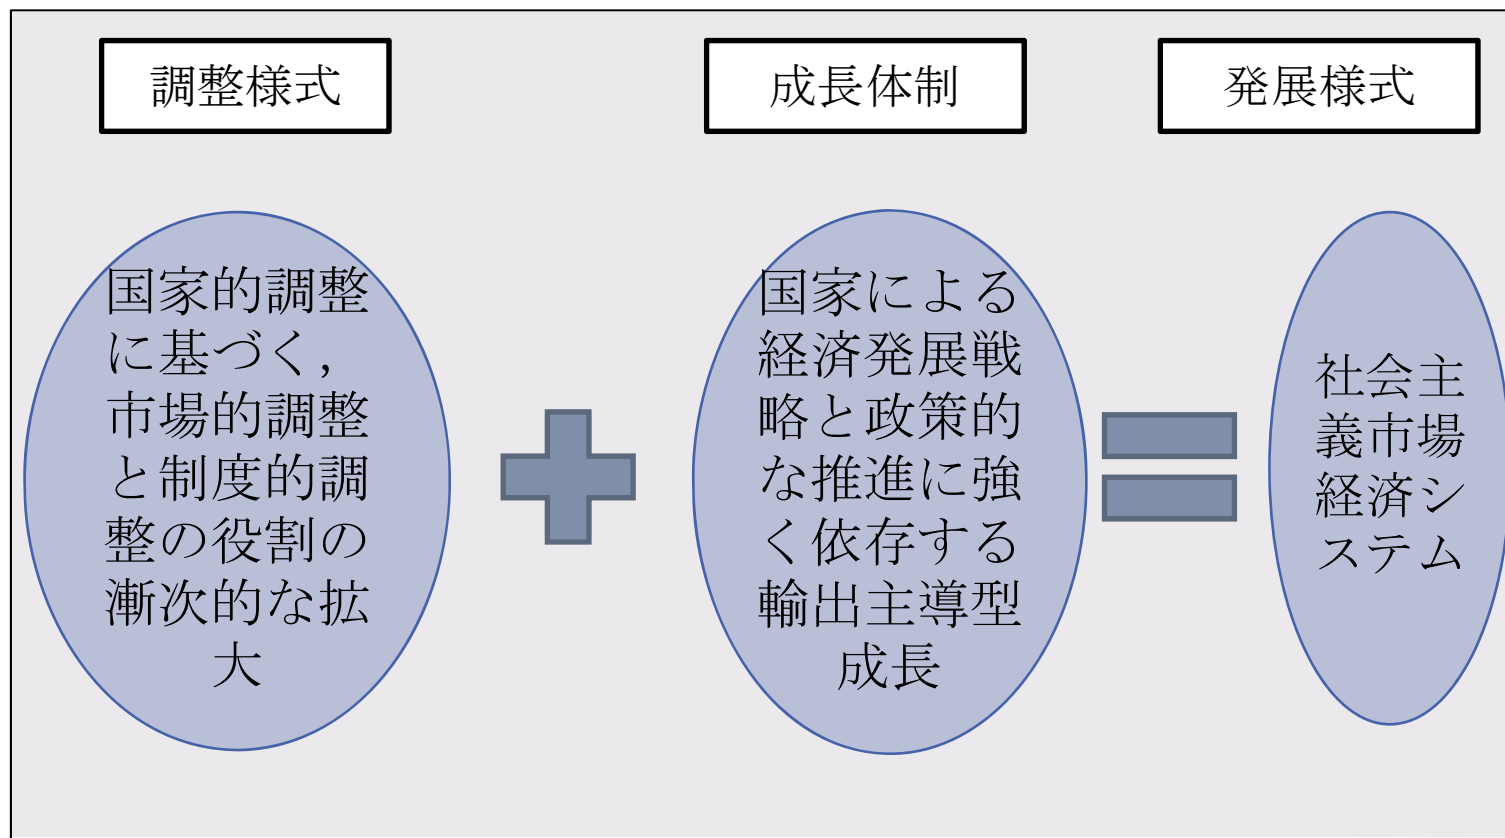 調整様式
成長体制
発展様式
国家的調整
に基づく,
市場的調整
と制度的調
整の役割の
漸次的な拡
大
国家による
経済発展戦
略と政策的
な推進に強
く依存する
輸出主導型
成長
社会主
義市場
経済シ
ステム